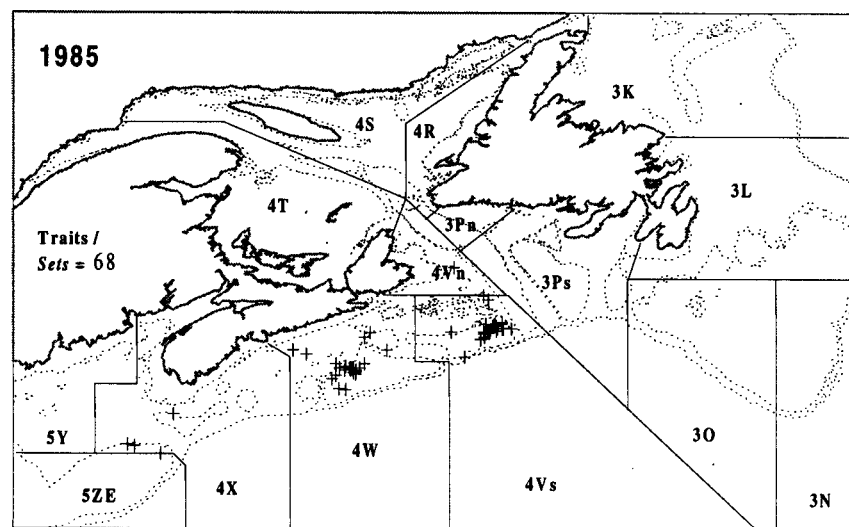 1985
3K
4S
4R
3L
4T
3Pn
Traits /
Sets = 68
4Vn
3Ps
5Y
4W
3O
5ZE
4X
4Vs
3N